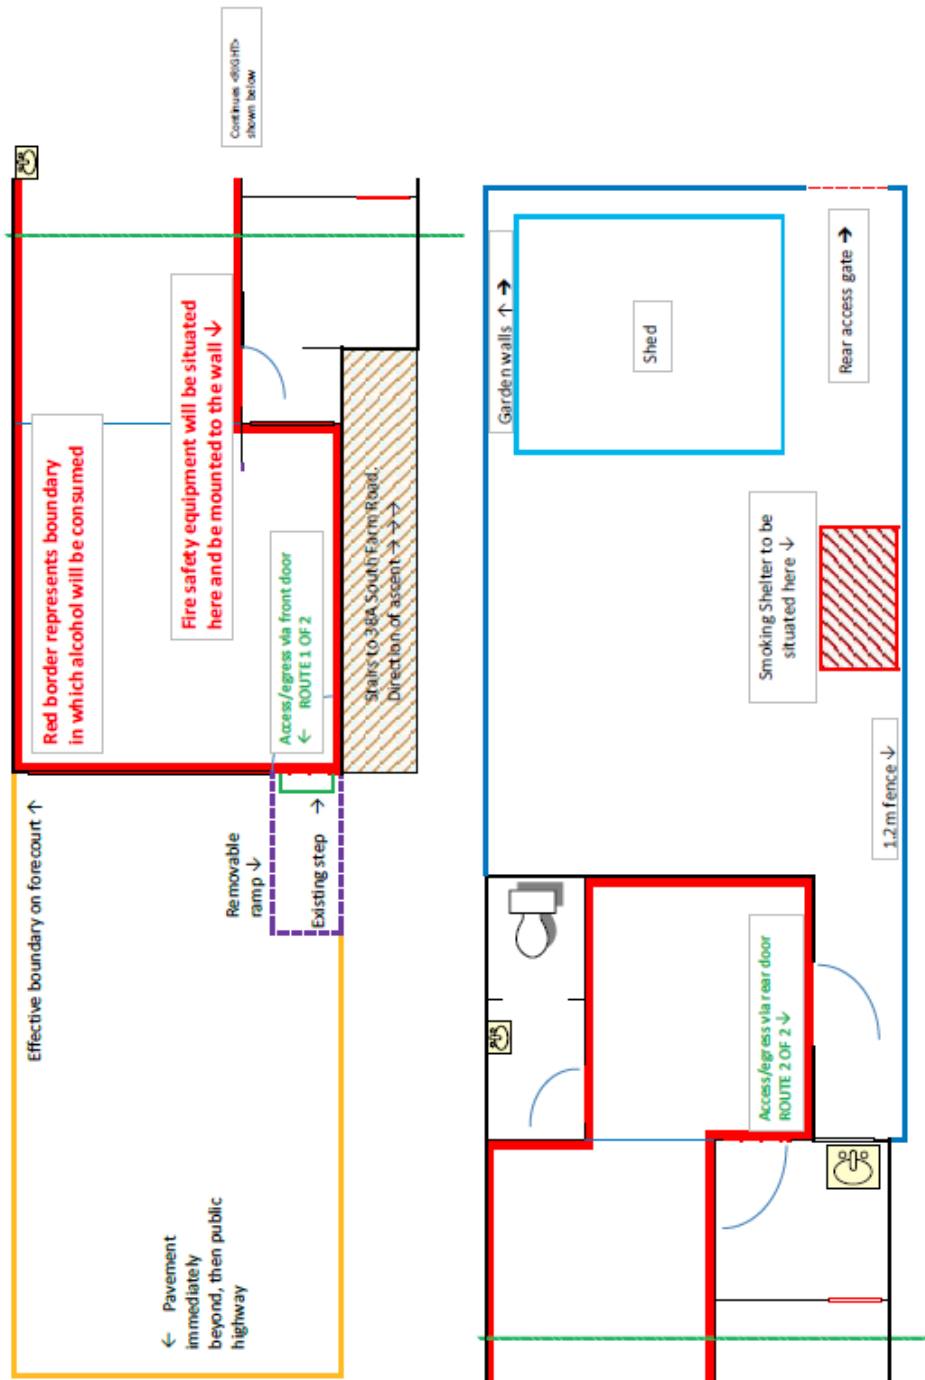 Continues <RIGHT>
shown below
Red border represents boundary
in which alcohol will be consumed
Fire safety equipment will be situated
here and be mounted to the wall ↓
Access/egress via front door
← ROUTE 1 OF 2
Stairs to 38A South Farm Road.
Direction of ascent → → →
Effective boundary on forecourt ↑
Removable
ramp ↓
Existing step →
← Pavement
immediately
beyond, then public
highway
Garden walls ↑ →
Shed
Rear access gate →
Smoking Shelter to be
situated here ↓
1.2m fence ↓
Access/egress via rear door
ROUTE 2 OF 2 ↓